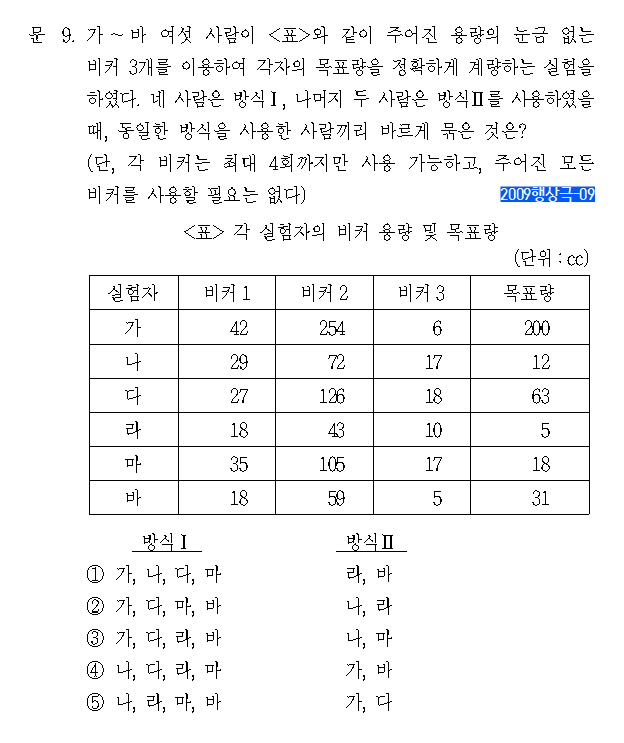 문 9. 가 ~ 바 여섯 사람이 <표>와 같이 주어진 용량의 눈금 없는
비커 3개를 이용하여 각자의 목표량을 정확하게 계량하는 실험을
하였다. 네 사람은 방식Ⅰ, 나머지 두 사람은 방식Ⅱ를 사용하였을
때, 동일한 방식을 사용한 사람끼리 바르게 묶은 것은?
(단, 각 비커는 최대 4회까지만 사용 가능하고, 주어진 모든
비커를 사용할 필요는 없다)
2009행상극-09
<표> 각 실험자의 비커 용량 및 목표량
(단위 : cc)
실험자 비커 1 비커 2 비커 3 목표량
가 42 254 6 200
나 29 72 17 12
다 27 126 18 63
라 18 43 10 5
마 35 105 17 18
바 18 59 5 31
방식Ⅰ 방식Ⅱ
① 가, 나, 다, 마 라, 바
② 가, 다, 마, 바 나, 라
③ 가, 다, 라, 바 나, 마
④ 나, 다, 라, 마 가, 바
⑤ 나, 라, 마, 바 가, 다